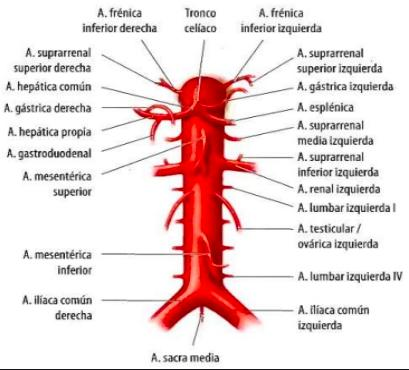 A. frénica
inferior derecha
Tronco
celíaco
A. frénica
inferior izquierda
A. suprarrenal
superior derecha
A. hepática común
A. gástrica derecha
A. hepática propia
A. gastroduodenal
A. mesentérica
superior
A. mesentérica
inferior
A. ilíaca común
derecha
A. suprarrenal
superior izquierda
A. gástrica izquierda
A. esplénica
A. suprarrenal
media izquierda
A. suprarrenal
inferior izquierda
A. renal izquierda
A. lumbar izquierda I
A. testicular /
ovárica izquierda
A. lumbar izquierda IV
A. ilíaca común
izquierda
A. sacra media